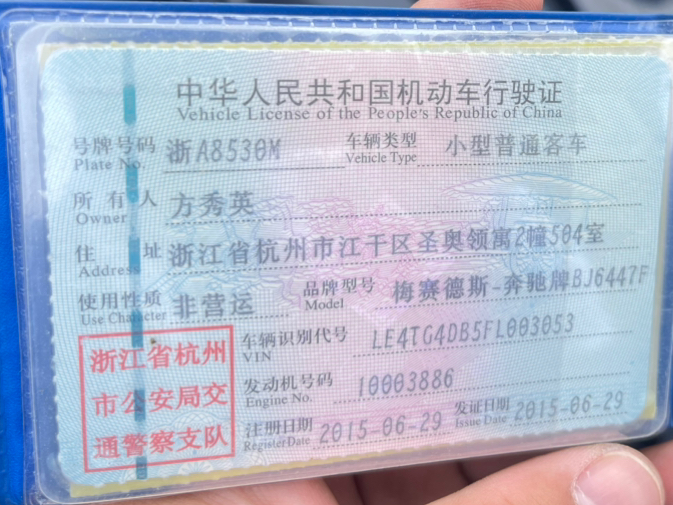 中华人民共和国机动车行驶证
Vehicle License of the People's Republic of China
号牌号码 浙A8530M 车辆类型 小型普通客车
Plate No. Vehicle Type
所有人 方秀英
Owner
住址 浙江省杭州市江干区圣奥领寓2幢504室
Address
使用性质 非营运 品牌型号 梅赛德斯-奔驰牌BJ6447F
Use Character Model
浙江省杭州
市公安局交
通警察支队
车辆识别代号 LE4TG4DB5FL003053
VIN
发动机号码 10003886
Engine No.
注册日期 2015-06-29 发证日期 2015-06-29
Register Date Issue Date